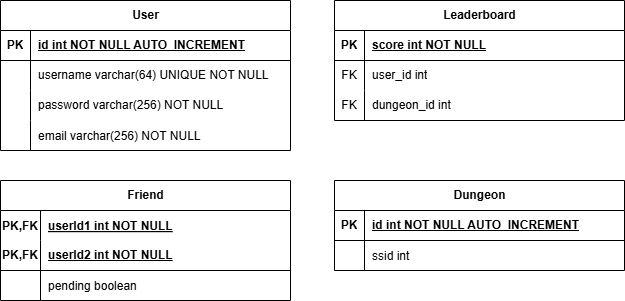 User
PK id int NOT NULL AUTO_INCREMENT
username varchar(64) UNIQUE NOT NULL
password varchar(256) NOT NULL
email varchar(256) NOT NULL
Leaderboard
PK score int NOT NULL
FK user_id int
FK dungeon_id int
Friend
PK,FK userId1 int NOT NULL
PK,FK userId2 int NOT NULL
pending boolean
Dungeon
PK id int NOT NULL AUTO_INCREMENT
ssid int